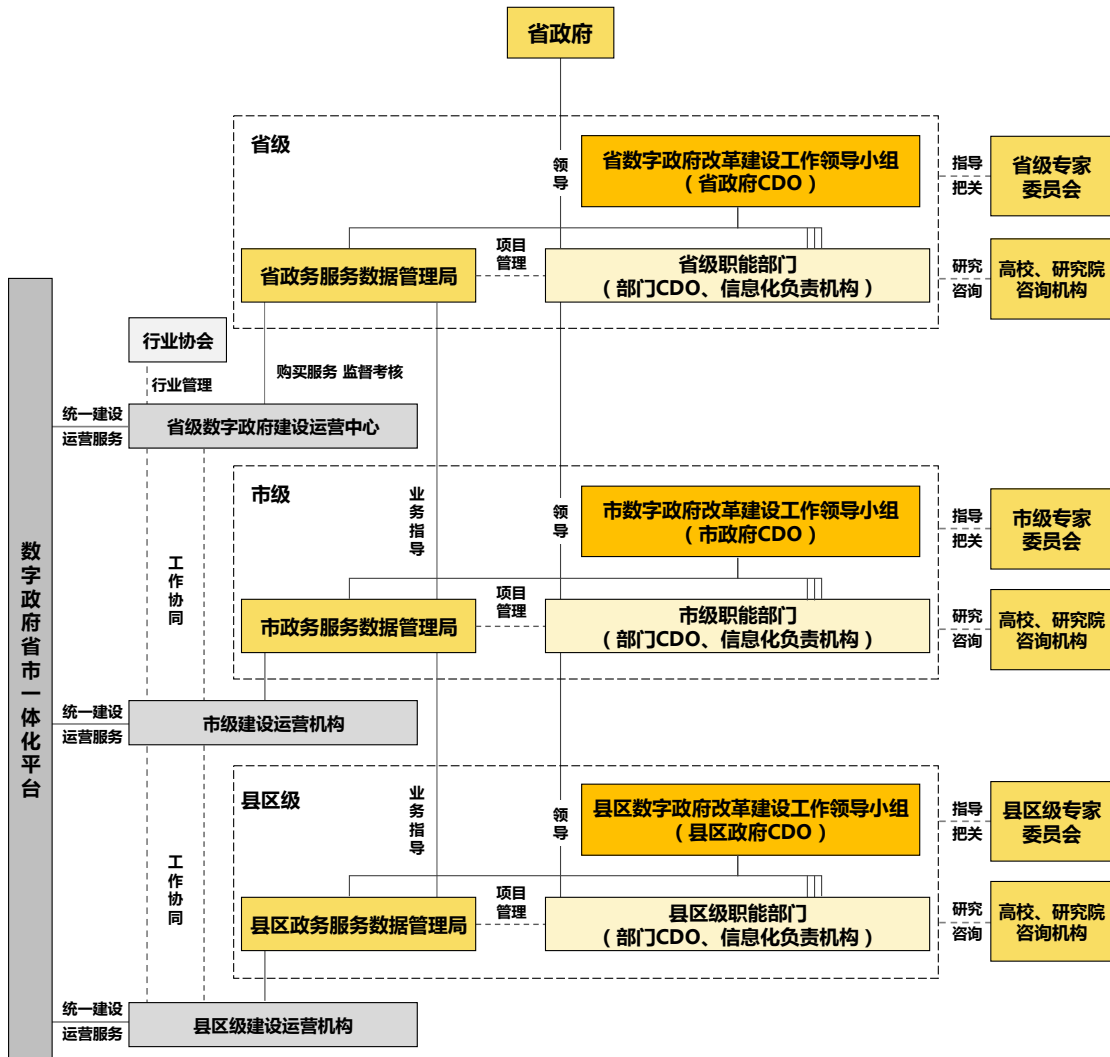 省政府
省级
领导
省数字政府改革建设工作领导小组
（省政府CDO）
指导
把关
省级专家
委员会
省政务服务数据管理局
项目
管理
省级职能部门
（部门CDO、信息化负责机构）
研究
咨询
高校、研究院
咨询机构
行业协会
行业管理
购买服务 监督考核
统一建设
运营服务
省级数字政府建设运营中心
数字政府省市一体化平台
工作协同
市级
业务指导
领导
市数字政府改革建设工作领导小组
（市政府CDO）
指导
把关
市级专家
委员会
市政务服务数据管理局
项目
管理
市级职能部门
（部门CDO、信息化负责机构）
研究
咨询
高校、研究院
咨询机构
统一建设
运营服务
市级建设运营机构
工作协同
县区级
业务指导
领导
县区数字政府改革建设工作领导小组
（县区政府CDO）
指导
把关
县区级专家
委员会
县区政务服务数据管理局
项目
管理
县区级职能部门
（部门CDO、信息化负责机构）
研究
咨询
高校、研究院
咨询机构
统一建设
运营服务
县区级建设运营机构